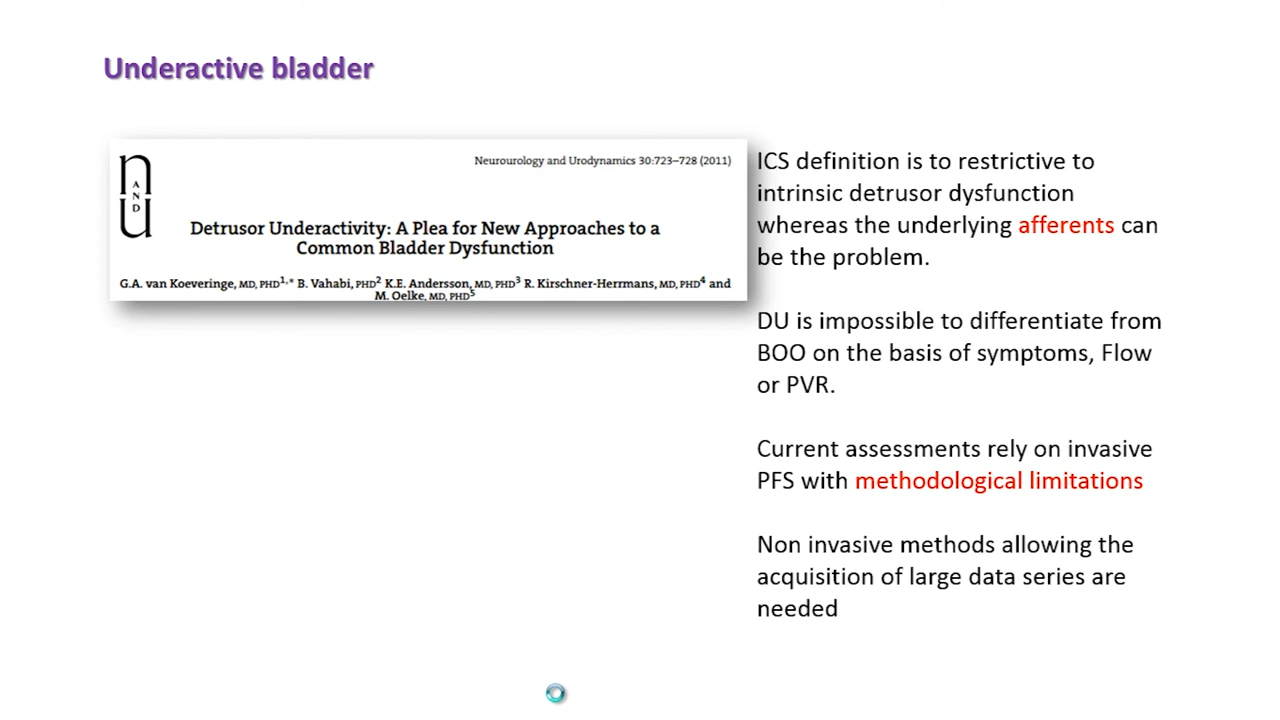 Underactive bladder
n
AND
u
Neurourology and Urodynamics 30:723–728 (2011)
Detrusor Underactivity: A Plea for New Approaches to a
Common Bladder Dysfunction
G.A. van Koeveringe, MD, PHD1,* B. Vahabi, PHD2 K.E. Andersson, MD, PHD3 R. Kirschner-Herrmans, MD, PHD4 and
M. Oelke, MD, PHD5
ICS definition is to restrictive to
intrinsic detrusor dysfunction
whereas the underlying afferents can
be the problem.
DU is impossible to differentiate from
BOO on the basis of symptoms, Flow
or PVR.
Current assessments rely on invasive
PFS with methodological limitations
Non invasive methods allowing the
acquisition of large data series are
needed